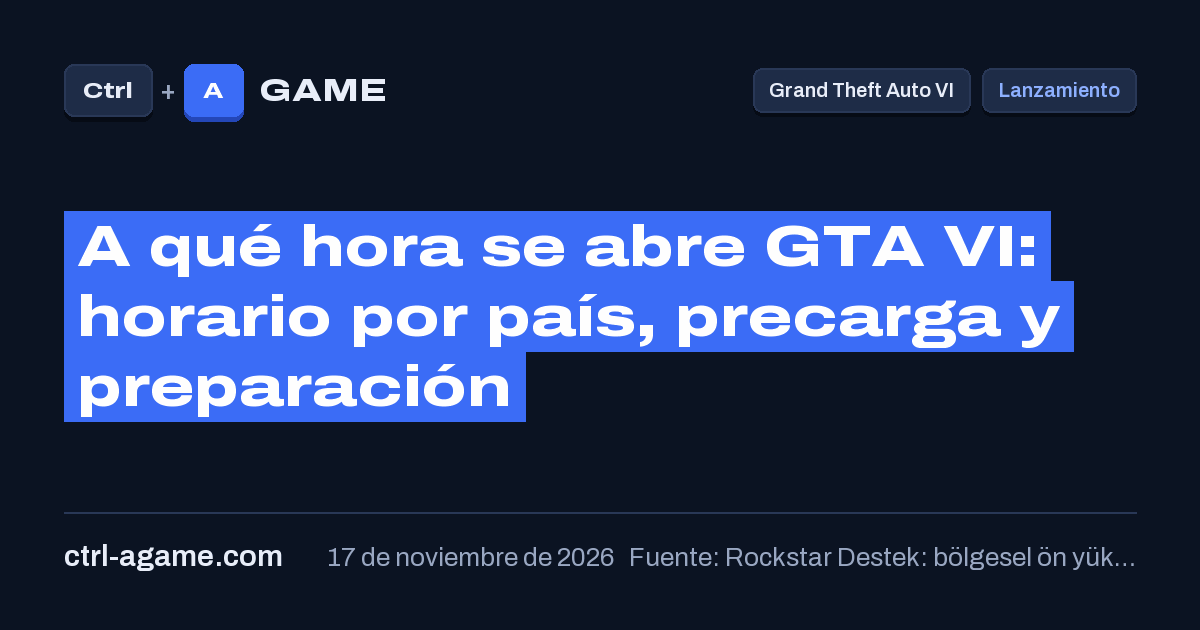 Ctrl + A GAME
Grand Theft Auto VI
Lanzamiento
A qué hora se abre GTA VI:
horario por país, precarga y
preparación
ctrl-agame.com
17 de noviembre de 2026
Fuente: Rockstar Destek: bölgesel ön yük…